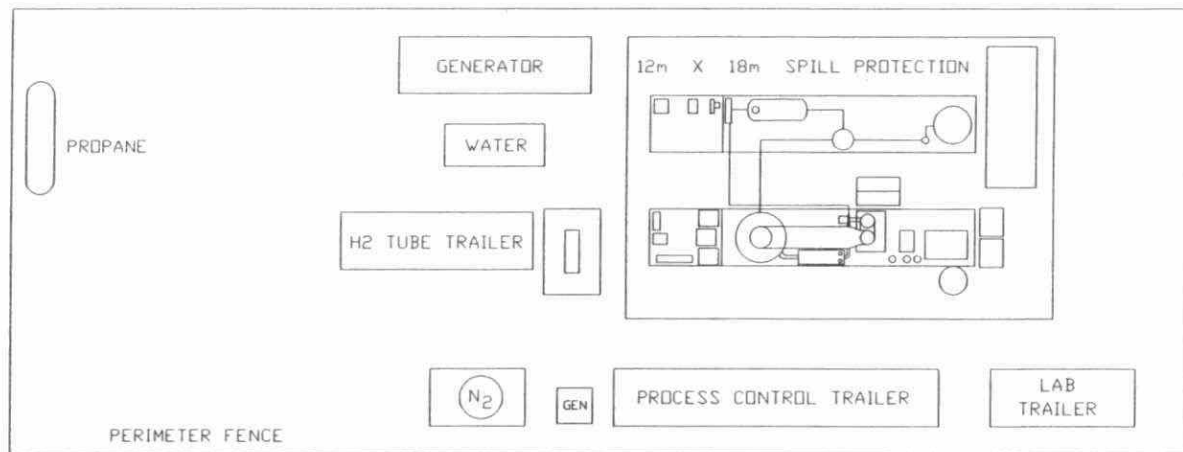 GENERATOR
12m X 18m SPILL PROTECTION
PROPANE
WATER
H2 TUBE TRAILER
N2
GEN
PROCESS CONTROL TRAILER
LAB
TRAILER
PERIMETER FENCE